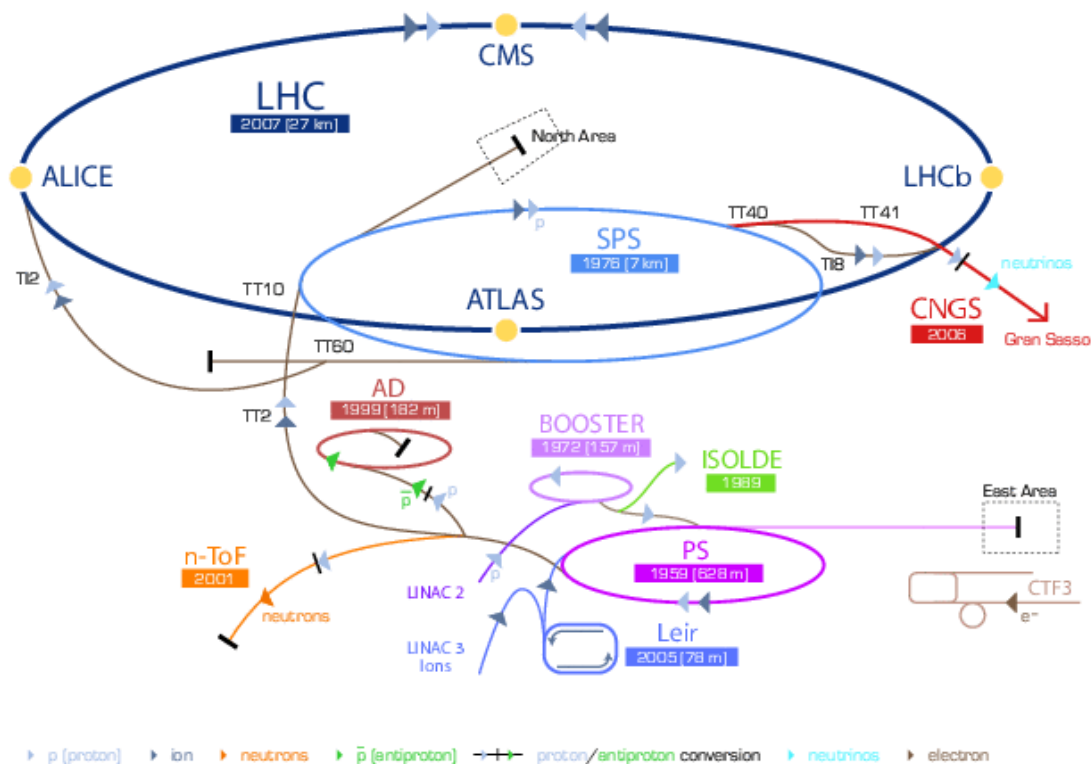 CMS
LHC
2007 [27 km]
North Area
ALICE
LHCb
TT40
TT41
p
SPS
1976 [7 km]
TI8
neutrinos
TI2
TT10
ATLAS
CNGS
2006
Gran Sasso
TT60
AD
1999 [182 m]
TT2
BOOSTER
1972 [157 m]
ISOLDE
1989
p
p̅
East Area
n-ToF
2001
PS
1959 [628 m]
p
LINAC 2
neutrons
CTF3
e⁻
LINAC 3
Ions
Leir
2005 [78 m]
p [proton] ion neutrons p̅ [antiproton] proton/antiproton conversion neutrinos electron